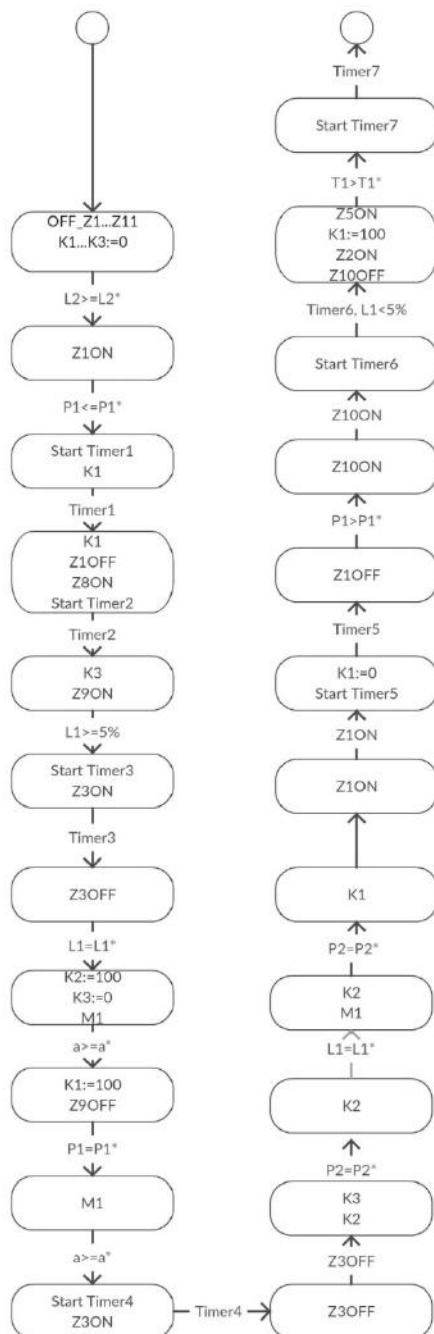 OFF_Z1...Z11
K1...K3:=0
L2>=L2*
Z1ON
P1<=P1*
Start Timer1
K1
Timer1
K1
Z1OFF
Z8ON
Start Timer2
Timer2
K3
Z9ON
L1>=5%
Start Timer3
Z3ON
Timer3
Z3OFF
L1=L1*
K2:=100
K3:=0
M1
a>=a*
K1:=100
Z9OFF
P1=P1*
M1
a>=a*
Start Timer4
Z3ON
Timer4
Z3OFF
Z3OFF
K3
K2
P2=P2*
K2
L1=L1*
K2
M1
P2=P2*
K1
Z1ON
Z1ON
K1:=0
Start Timer5
Timer5
Z1OFF
P1>P1*
Z10ON
Z10ON
Start Timer6
Timer6, L1<5%
Z5ON
K1:=100
Z2ON
Z10OFF
T1>T1*
Start Timer7
Timer7